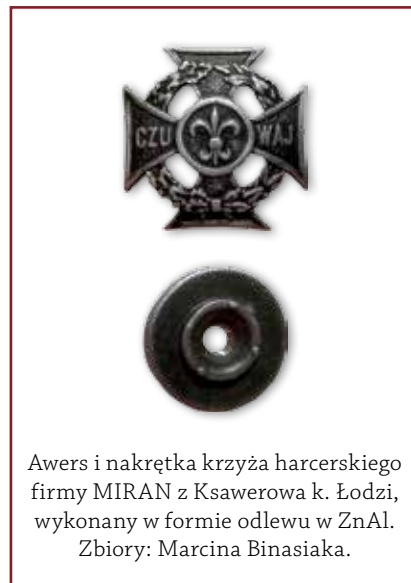 CZU WAJ
Awers i nakrętka krzyża harcerskiego
firmy MIRAN z Ksawerowa k. Łodzi,
wykonany w formie odlewu w ZnAl.
Zbiory: Marcina Binasiaka.